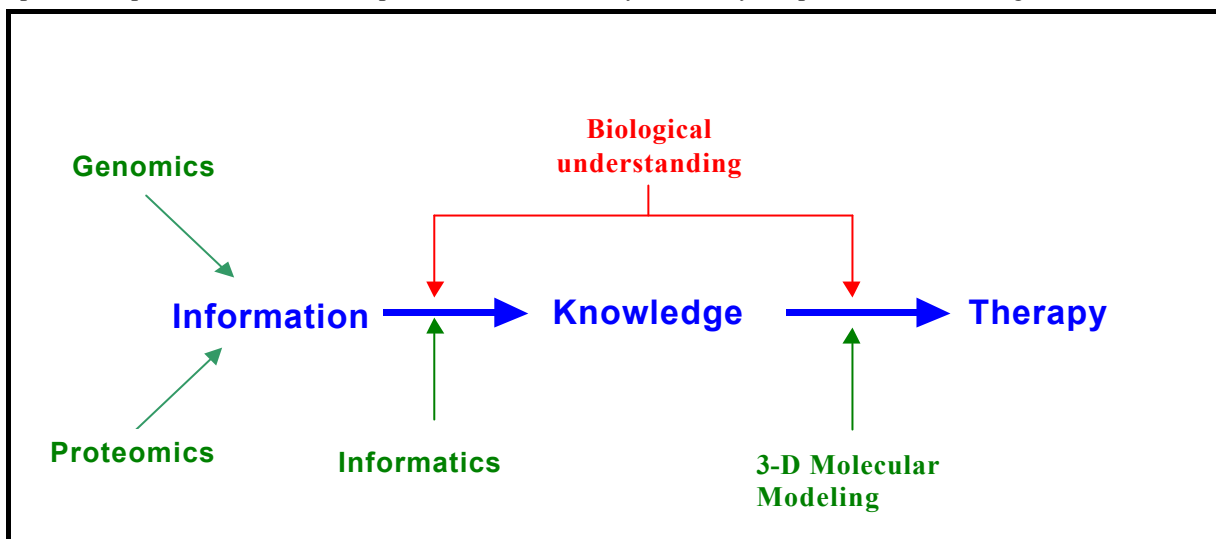 Biological
understanding
Genomics
Information
Knowledge
Therapy
Proteomics
Informatics
3-D Molecular
Modeling